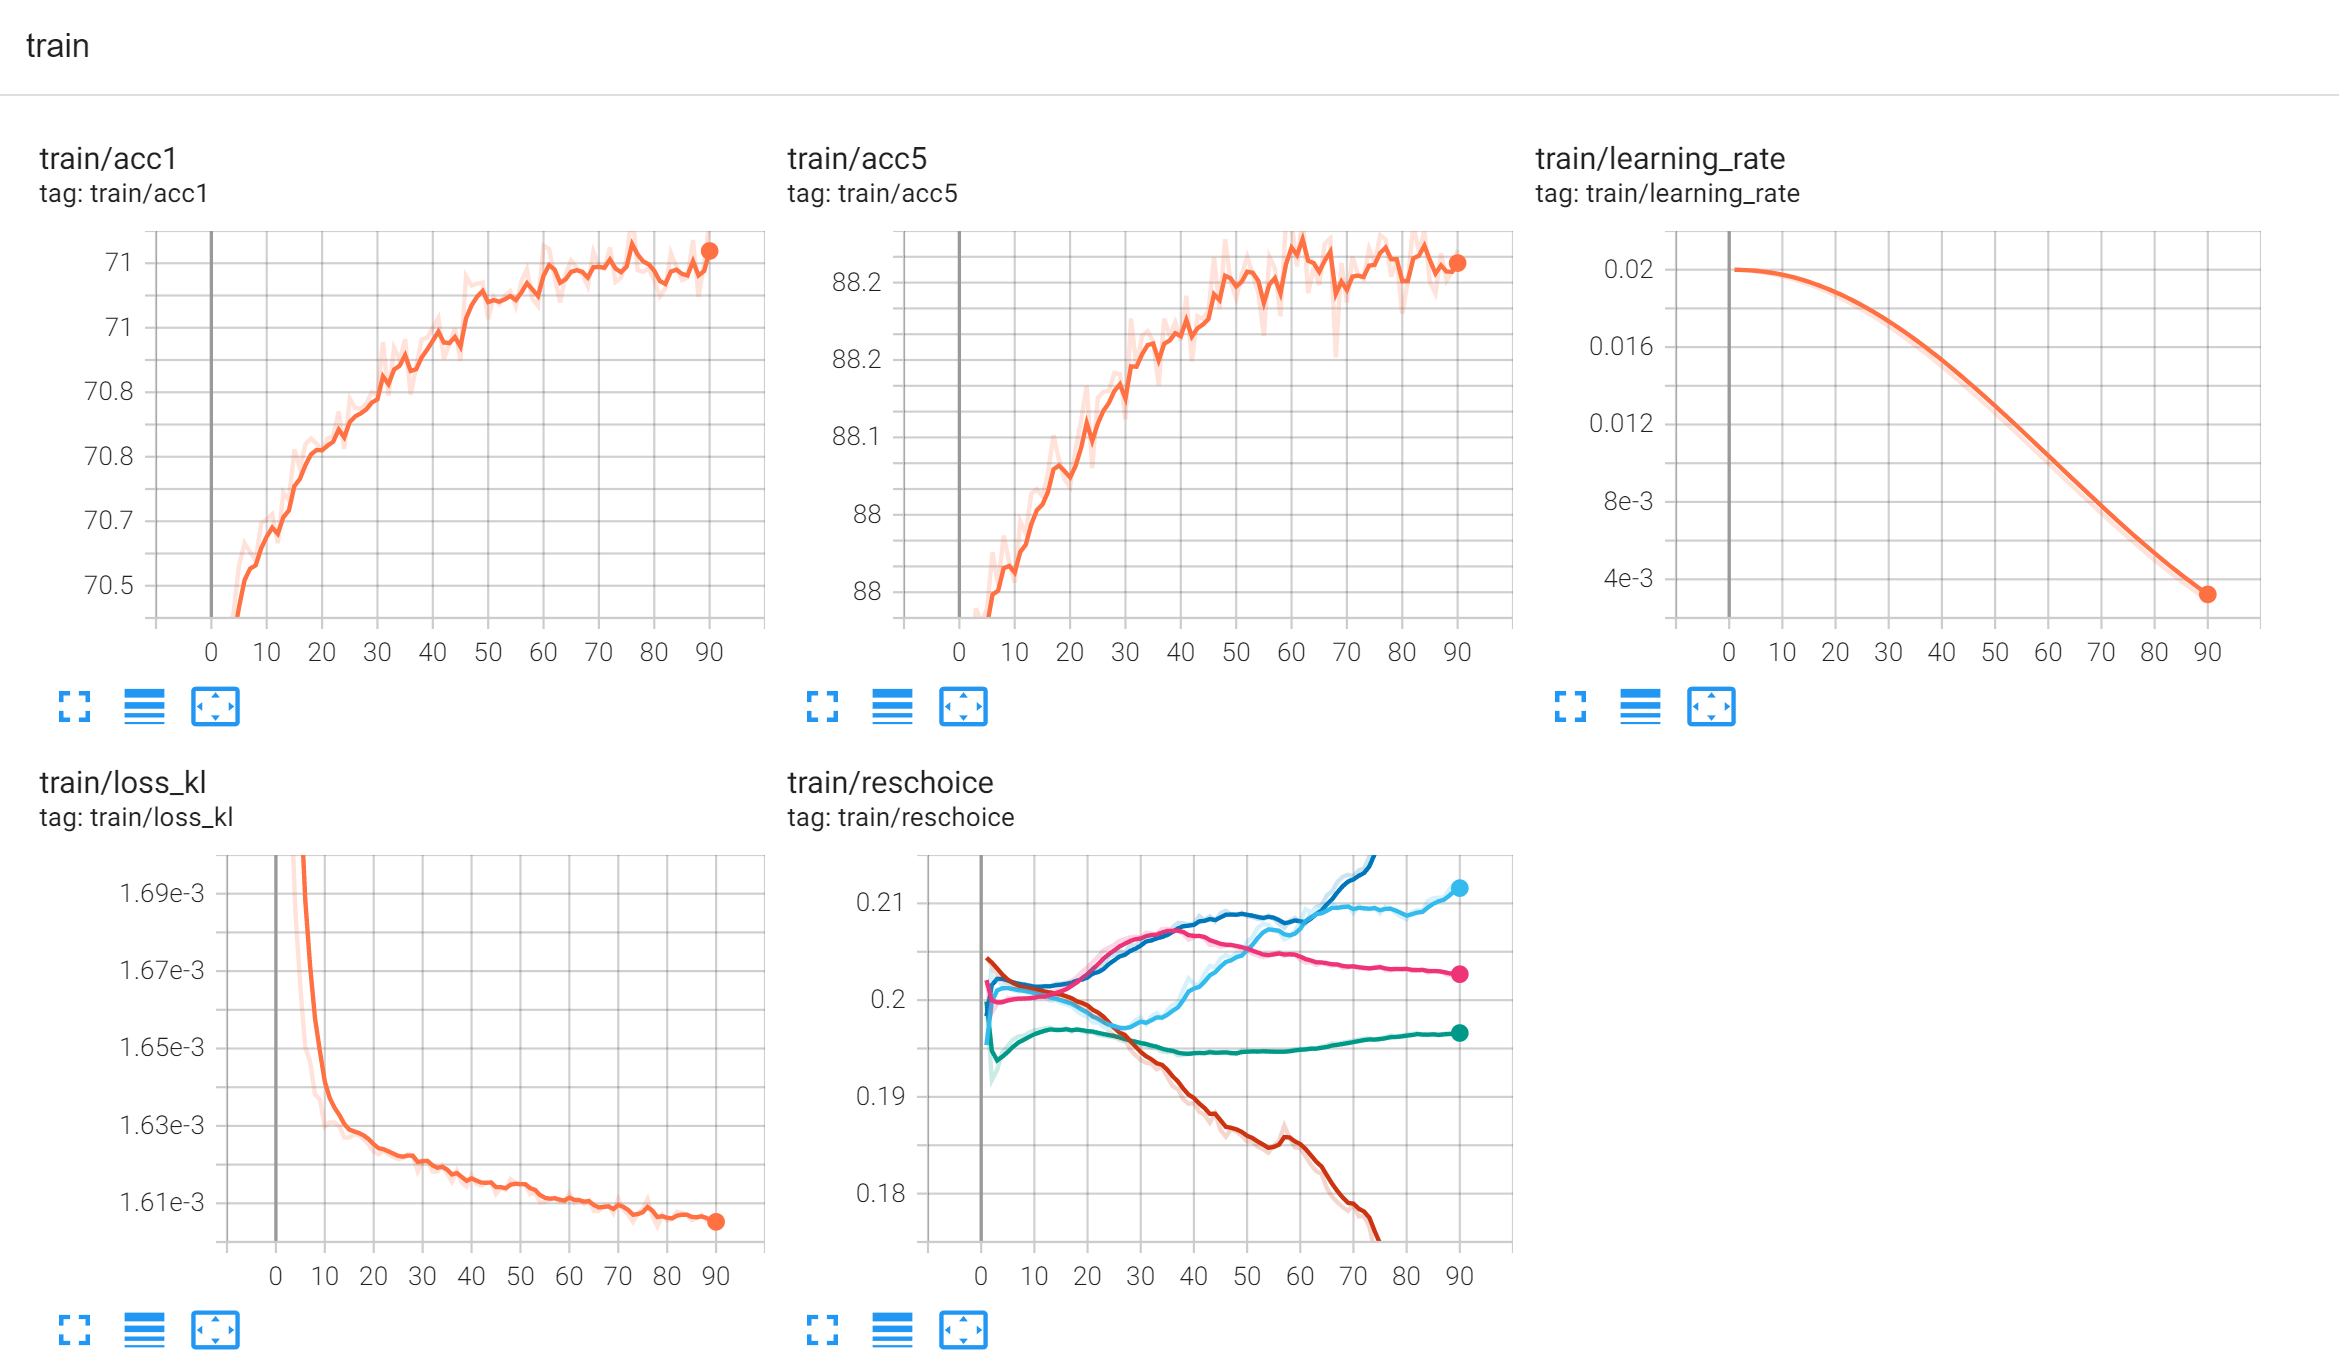 train
train/acc1
tag: train/acc1
71
71
70.8
70.8
70.7
70.5
0 10 20 30 40 50 60 70 80 90
train/acc5
tag: train/acc5
88.2
88.2
88.1
88
88
0 10 20 30 40 50 60 70 80 90
train/learning_rate
tag: train/learning_rate
0.02
0.016
0.012
8e-3
4e-3
0 10 20 30 40 50 60 70 80 90
train/loss_kl
tag: train/loss_kl
1.69e-3
1.67e-3
1.65e-3
1.63e-3
1.61e-3
0 10 20 30 40 50 60 70 80 90
train/reschoice
tag: train/reschoice
0.21
0.2
0.19
0.18
0 10 20 30 40 50 60 70 80 90